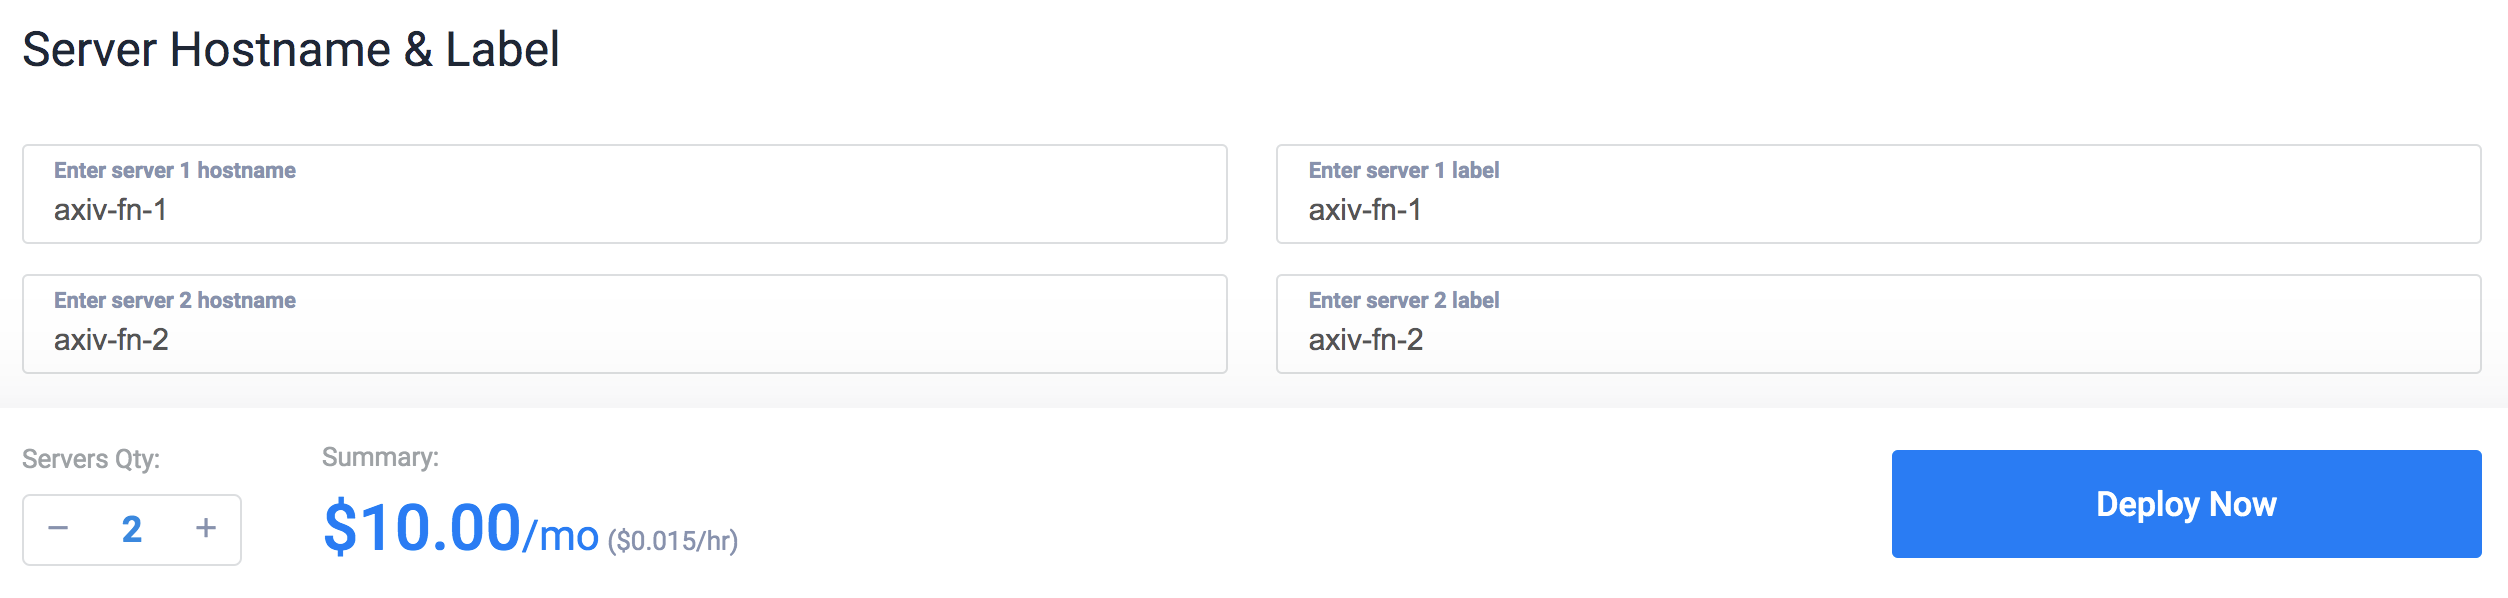 Server Hostname & Label
Enter server 1 hostname
axiv-fn-1
Enter server 1 label
axiv-fn-1
Enter server 2 hostname
axiv-fn-2
Enter server 2 label
axiv-fn-2
Servers Qty:
− 2 +
Summary:
$10.00/mo ($0.015/hr)
Deploy Now